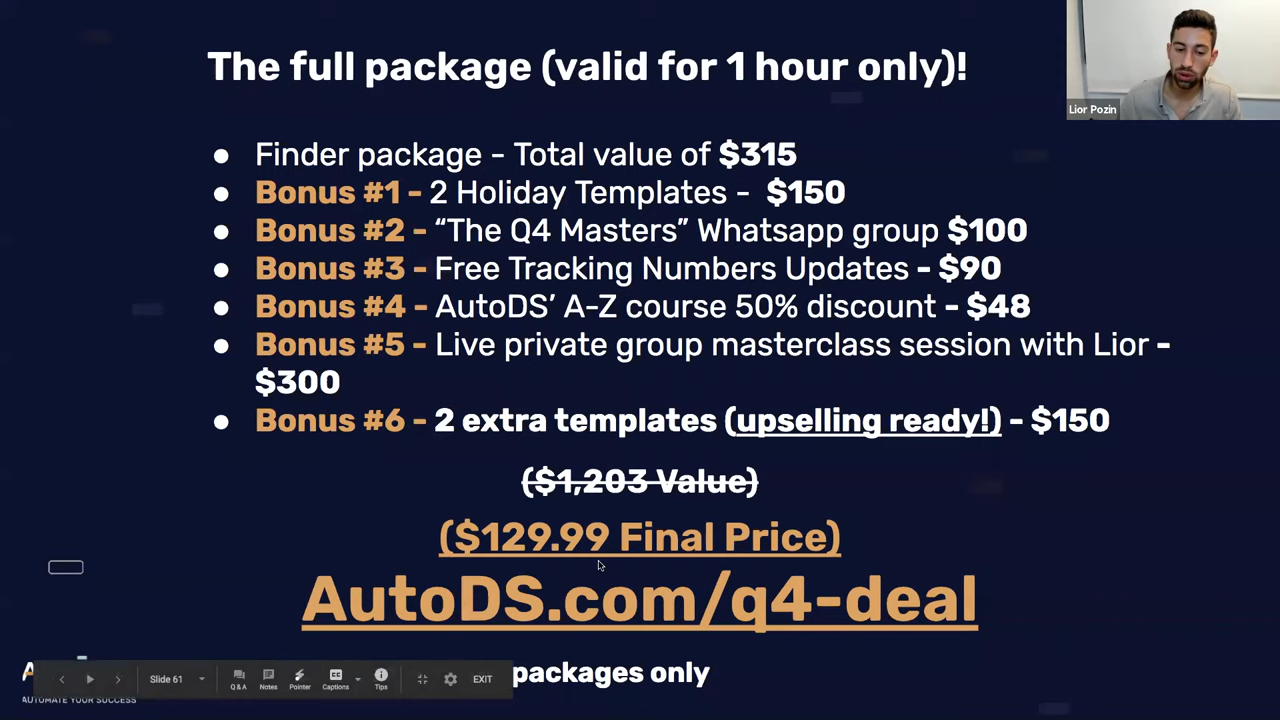 The full package (valid for 1 hour only)!
Lior Pozin
● Finder package - Total value of $315
● Bonus #1 - 2 Holiday Templates - $150
● Bonus #2 - “The Q4 Masters” Whatsapp group $100
● Bonus #3 - Free Tracking Numbers Updates - $90
● Bonus #4 - AutoDS’ A-Z course 50% discount - $48
● Bonus #5 - Live private group masterclass session with Lior -
$300
● Bonus #6 - 2 extra templates (upselling ready!) - $150
($1,203 Value)
($129.99 Final Price)
AutoDS.com/q4-deal
packages only
Slide 61
Q&A
Notes
Pointer
Captions
Tips
EXIT
AUTOMATE YOUR SUCCESS